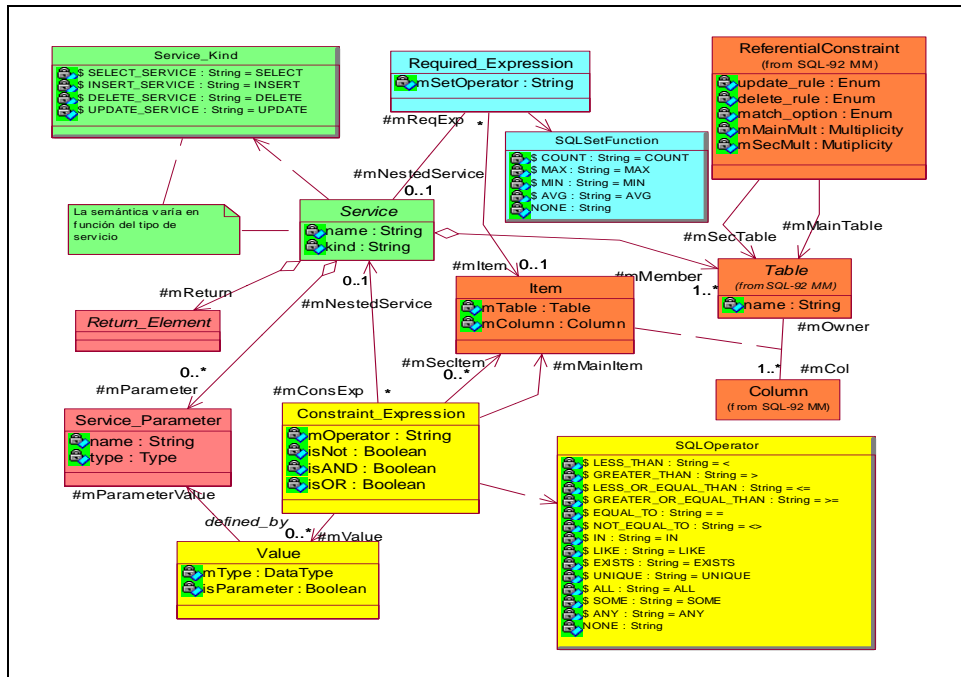 Service_Kind
$ SELECT_SERVICE : String = SELECT
$ INSERT_SERVICE : String = INSERT
$ DELETE_SERVICE : String = DELETE
$ UPDATE_SERVICE : String = UPDATE
Required_Expression
mSetOperator : String
ReferentialConstraint
(from SQL-92 MM)
update_rule : Enum
delete_rule : Enum
match_option : Enum
mMainMult : Multiplicity
mSecMult : Mutiplicity
#mReqExp
*
SQLSetFunction
$ COUNT : String = COUNT
$ MAX : String = MAX
$ MIN : String = MIN
$ AVG : String = AVG
NONE : String
#mNestedService
0..1
La semántica varía en
función del tipo de
servicio
Service
name : String
kind : String
#mSecTable
#mMainTable
#mReturn
0..1
#mNestedService
#mItem
0..1
#mMember
1..*
Table
(from SQL-92 MM)
name : String
Item
mTable : Table
mColumn : Column
Return_Element
#mOwner
#mSecItem
0..*
#mMainItem
0..*
#mParameter
#mConsExp
*
1..*
#mCol
Column
(from SQL-92 MM)
Service_Parameter
name : String
type : Type
Constraint_Expression
mOperator : String
isNot : Boolean
isAND : Boolean
isOR : Boolean
SQLOperator
$ LESS_THAN : String = <
$ GREATER_THAN : String = >
$ LESS_OR_EQUAL_THAN : String = <=
$ GREATER_OR_EQUAL_THAN : String = >=
$ EQUAL_TO : String = =
$ NOT_EQUAL_TO : String = <>
$ IN : String = IN
$ LIKE : String = LIKE
$ EXISTS : String = EXISTS
$ UNIQUE : String = UNIQUE
$ ALL : String = ALL
$ SOME : String = SOME
$ ANY : String = ANY
NONE : String
#mParameterValue
defined_by
0..*
#mValue
Value
mType : DataType
isParameter : Boolean